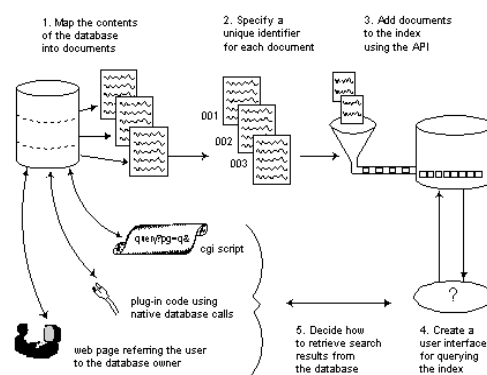 1. Map the contents
of the database
into documents
2. Specify a
unique identifier
for each document
3. Add documents
to the index
using the API
001
002
003
cgi script
plug-in code using
native database calls
web page referring the user
to the database owner
?
5. Decide how
to retrieve search
results from
the database
4. Create a
user interface
for querying
the index